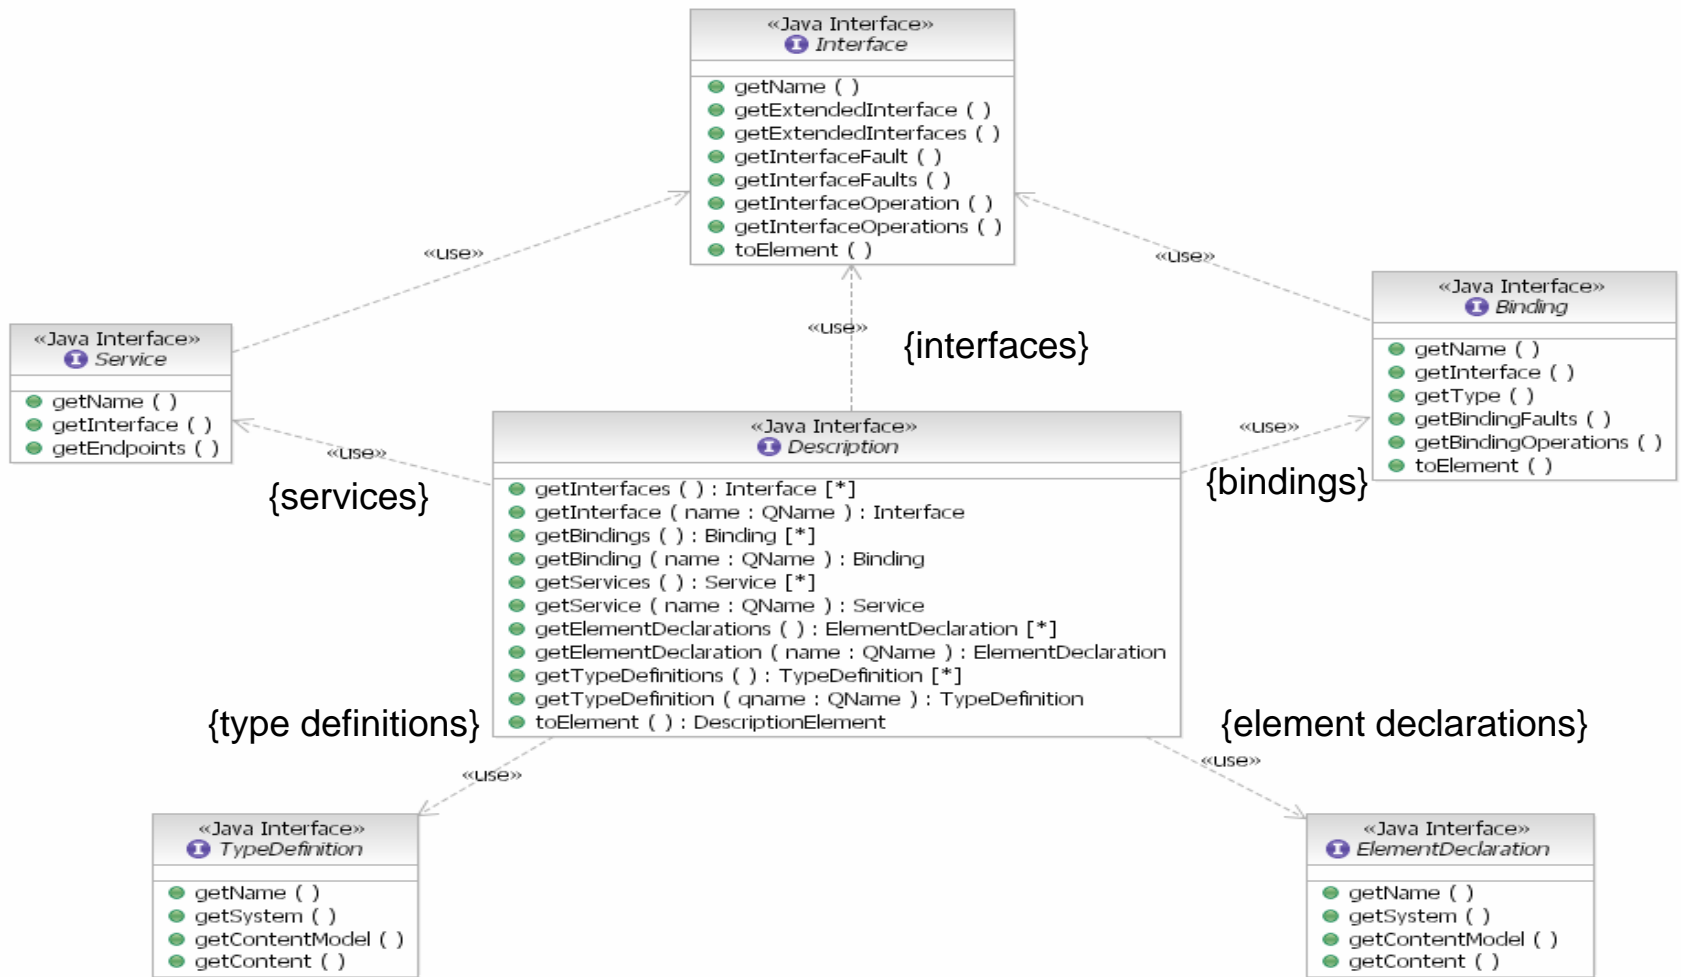 «Java Interface»
I Interface
getName ( )
getExtendedInterface ( )
getExtendedInterfaces ( )
getInterfaceFault ( )
getInterfaceFaults ( )
getInterfaceOperation ( )
getInterfaceOperations ( )
toElement ( )
«use»
«use»
«use»
{interfaces}
«Java Interface»
I Service
getName ( )
getInterface ( )
getEndpoints ( )
«Java Interface»
I Binding
getName ( )
getInterface ( )
getType ( )
getBindingFaults ( )
getBindingOperations ( )
toElement ( )
«use»
{services}
«use»
{bindings}
«Java Interface»
I Description
getInterfaces ( ) : Interface [*]
getInterface ( name : QName ) : Interface
getBindings ( ) : Binding [*]
getBinding ( name : QName ) : Binding
getServices ( ) : Service [*]
getService ( name : QName ) : Service
getElementDeclarations ( ) : ElementDeclaration [*]
getElementDeclaration ( name : QName ) : ElementDeclaration
getTypeDefinitions ( ) : TypeDefinition [*]
getTypeDefinition ( qname : QName ) : TypeDefinition
toElement ( ) : DescriptionElement
{type definitions}
{element declarations}
«use»
«use»
«Java Interface»
I TypeDefinition
getName ( )
getSystem ( )
getContentModel ( )
getContent ( )
«Java Interface»
I ElementDeclaration
getName ( )
getSystem ( )
getContentModel ( )
getContent ( )